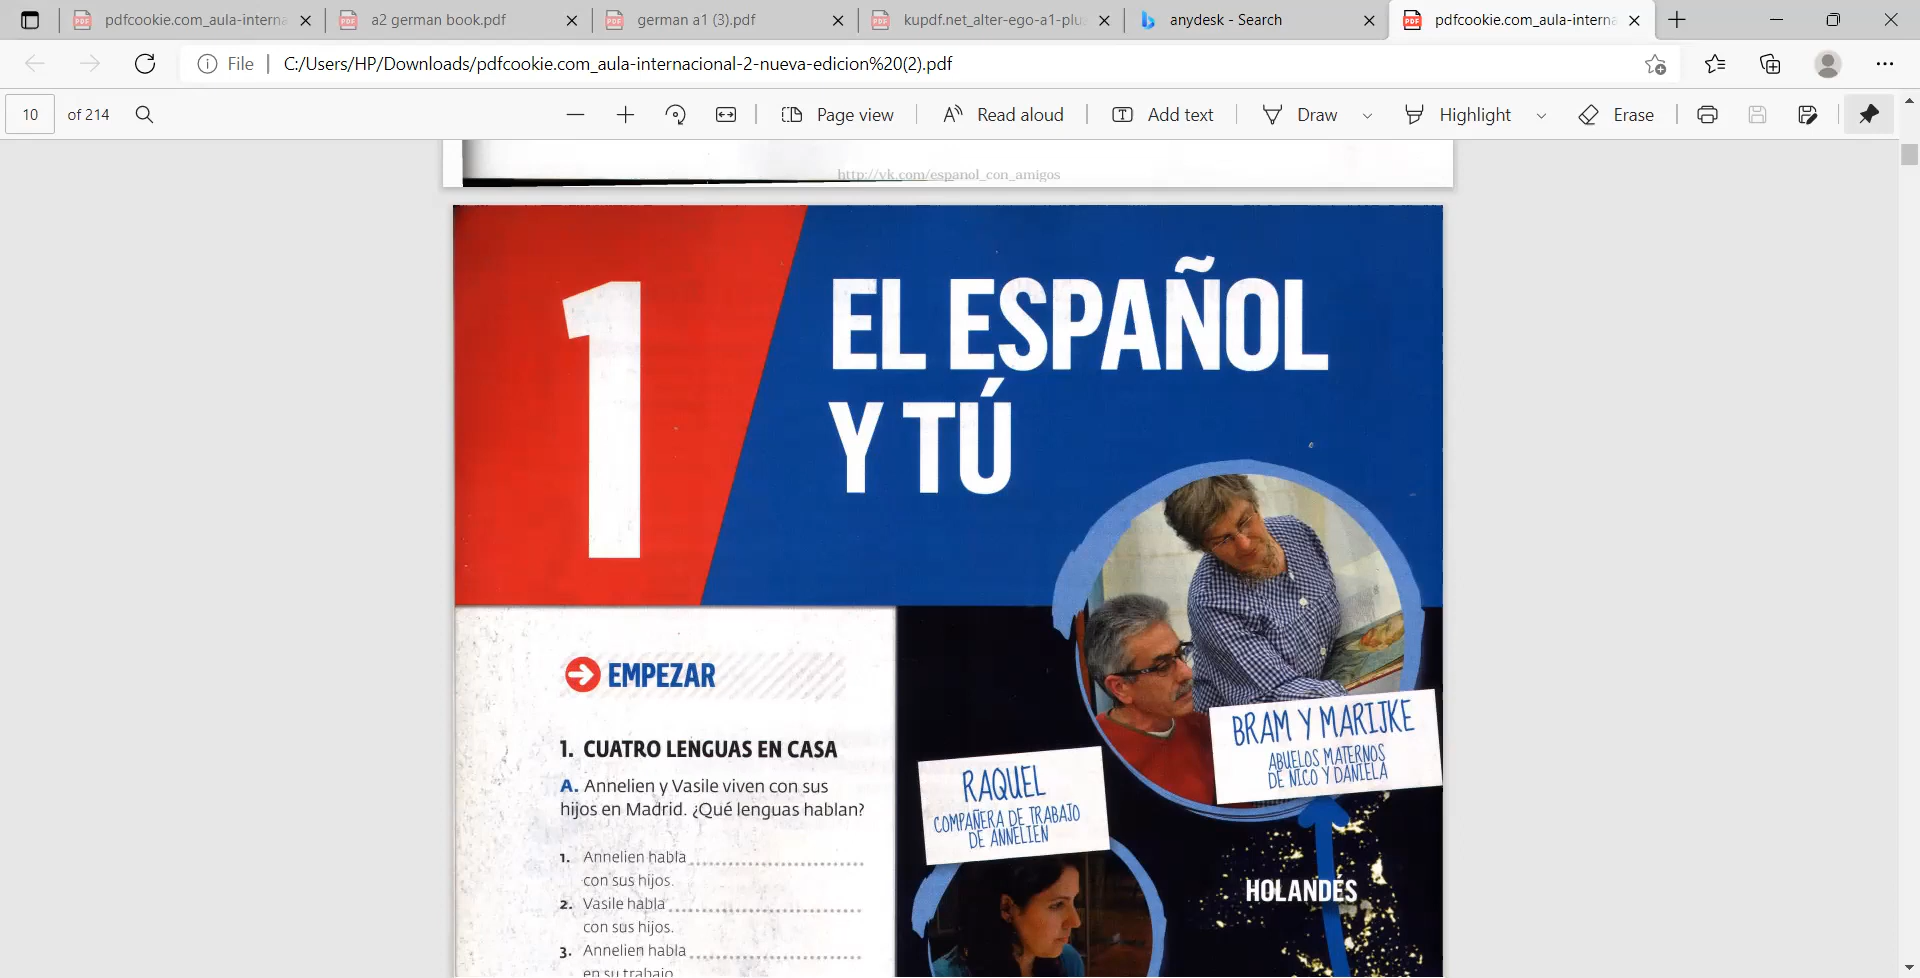 pdfcookie.com_aula-interna
a2 german book.pdf
german a1 (3).pdf
kupdf.net_alter-ego-a1-plu
anydesk - Search
pdfcookie.com_aula-interna
File
C:/Users/HP/Downloads/pdfcookie.com_aula-internacional-2-nueva-edicion%20(2).pdf
10 of 214
Page view
Read aloud
Add text
Draw
Highlight
Erase
http://vk.com/espanol_con_amigos
1
EL ESPAÑOL
Y TÚ
EMPEZAR
1. CUATRO LENGUAS EN CASA
A. Annelien y Vasile viven con sus
hijos en Madrid. ¿Qué lenguas hablan?
1. Annelien habla
con sus hijos.
2. Vasile habla
con sus hijos.
3. Annelien habla
en su trabajo
BRAM Y MARIJKE
ABUELOS MATERNOS
DE NICO Y DANIELA
RAQUEL
COMPAÑERA DE TRABAJO
DE ANNELIEN
HOLANDÉS